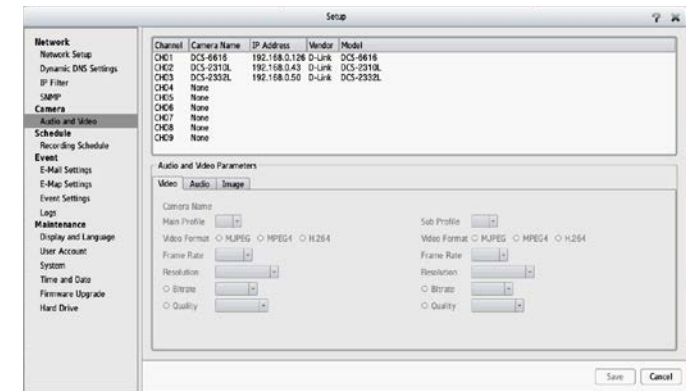 Setup
? ✕
Network
Network Setup
Dynamic DNS Settings
IP Filter
SNMP
Camera
Audio and Video
Schedule
Recording Schedule
Event
E-Mail Settings
E-Map Settings
Event Settings
Logs
Maintenance
Display and Language
User Account
System
Time and Date
Firmware Upgrade
Hard Drive
Channel Camera Name IP Address Vendor Model
CH01 DCS-6616 192.168.0.126 D-Link DCS-6616
CH02 DCS-2310L 192.168.0.43 D-Link DCS-2310L
CH03 DCS-2332L 192.168.0.50 D-Link DCS-2332L
CH04 None
CH05 None
CH06 None
CH07 None
CH08 None
CH09 None
Audio and Video Parameters
Video Audio Image
Camera Name
Main Profile Sub Profile
Video Format MJPEG MPEG4 H.264 Video Format MJPEG MPEG4 H.264
Frame Rate Frame Rate
Resolution Resolution
Bitrate Bitrate
Quality Quality
Save Cancel